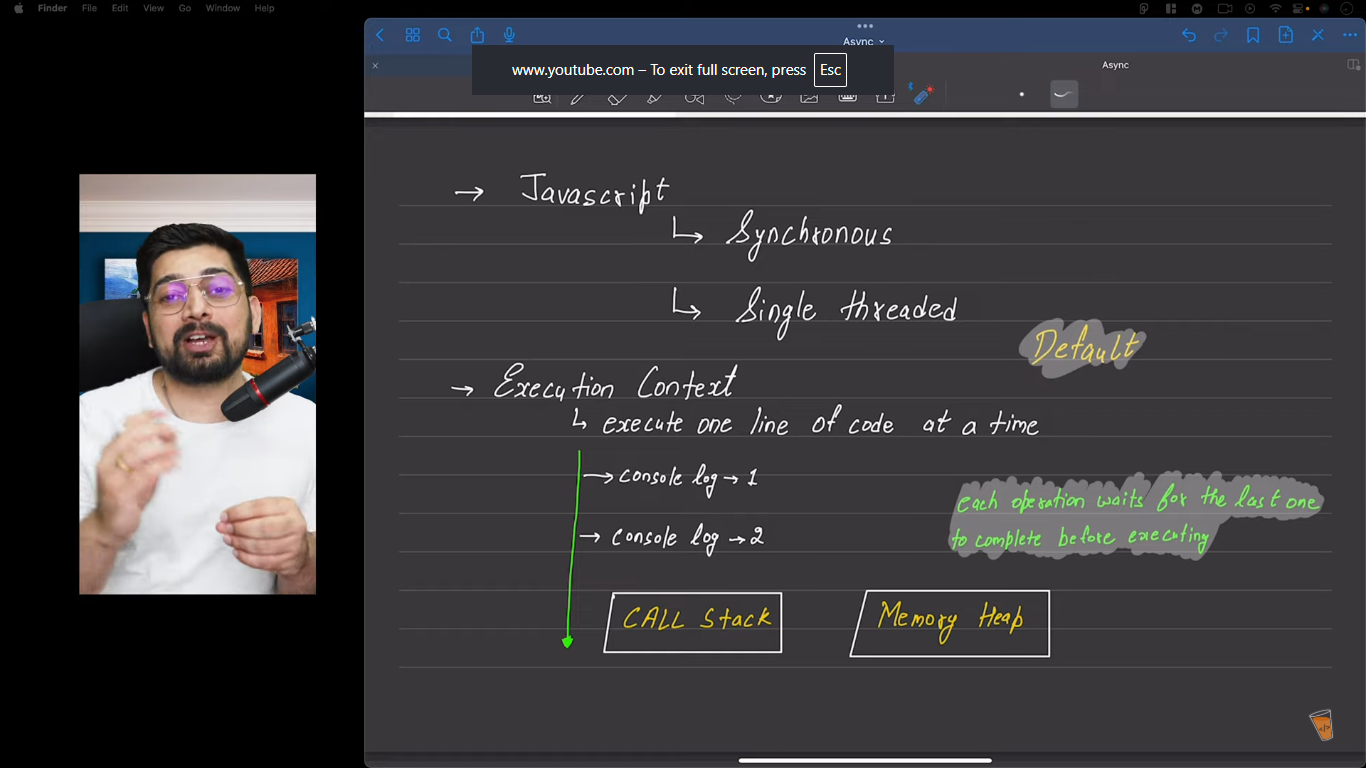 Finder File Edit View Go Window Help
Async
www.youtube.com – To exit full screen, press Esc
Async
→ Javascript
↳ Synchronous
↳ Single threaded
Default
→ Execution Context
↳ execute one line of code at a time
→ console log → 1
each operation waits for the last one
→ console log → 2
to complete before executing
CALL Stack
Memory Heap